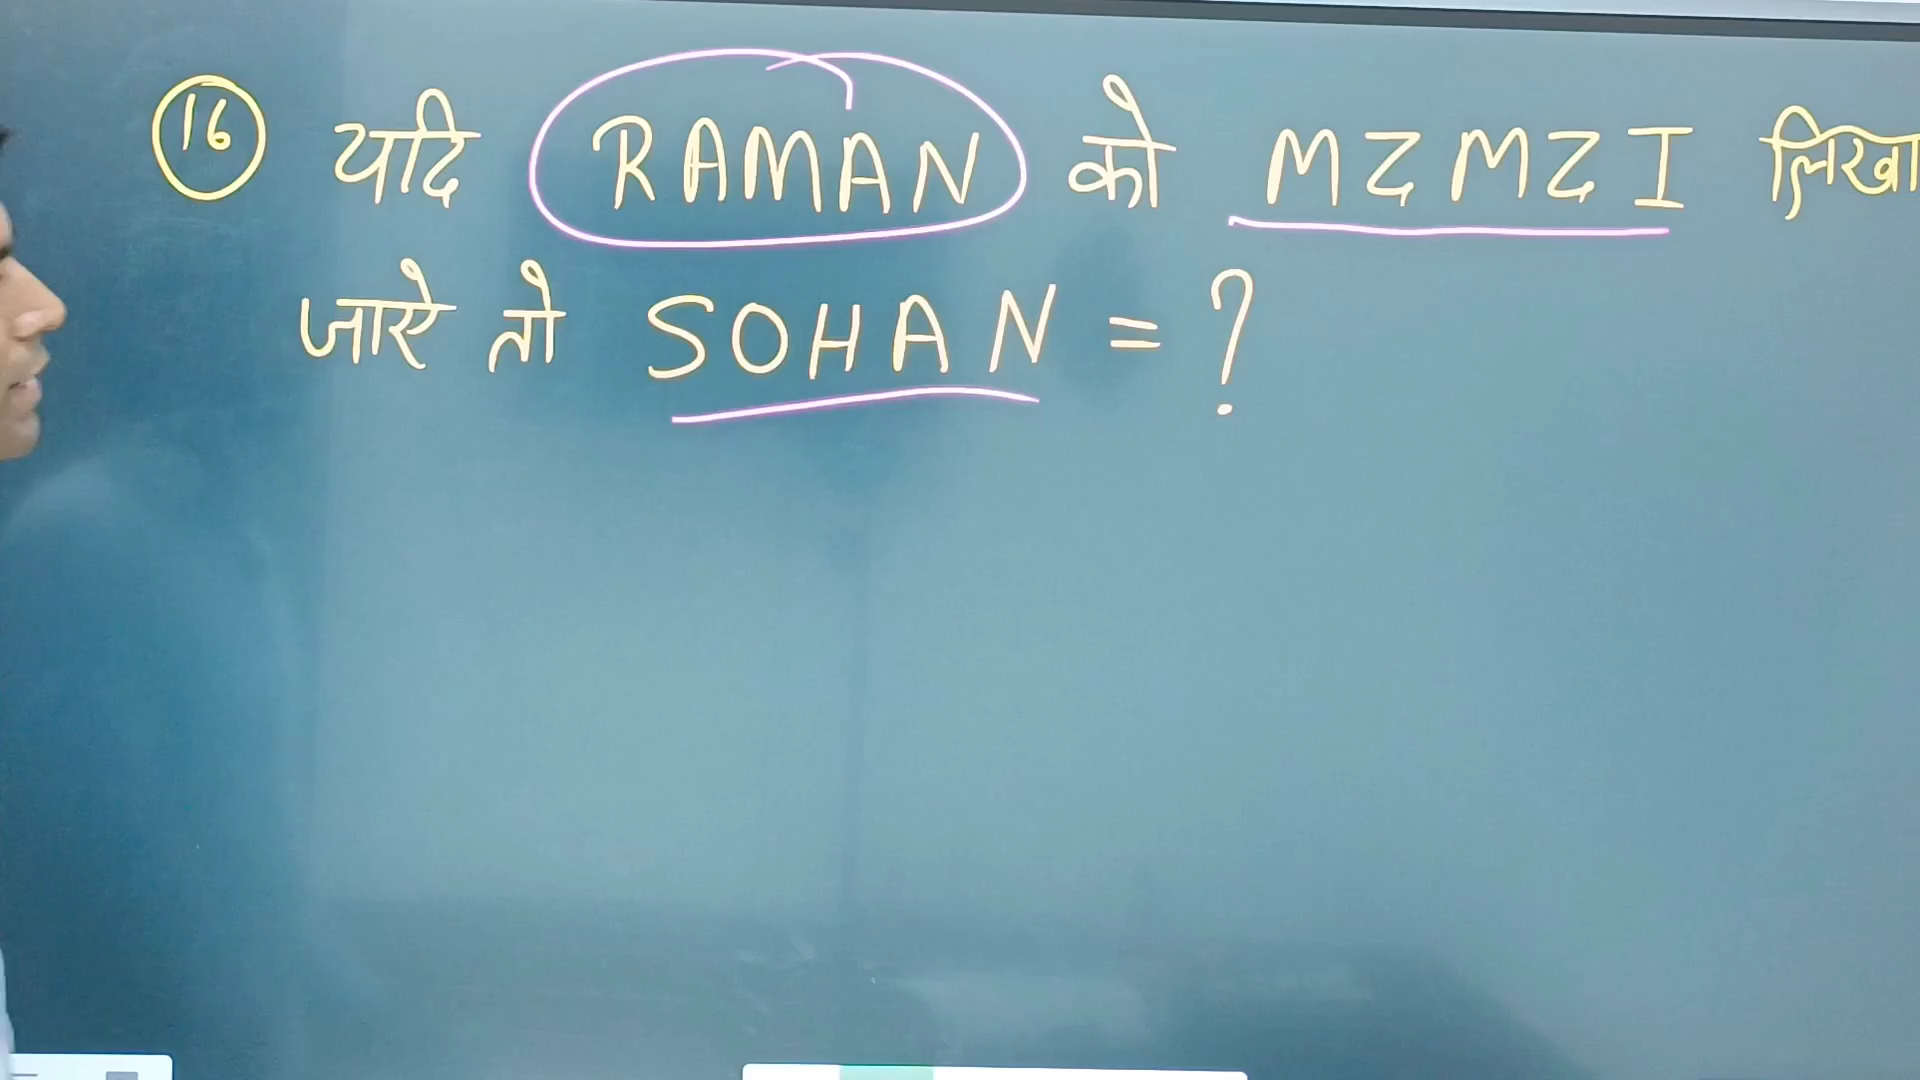 16 यदि RAMAN को MZMZI लिखा
जाऐ तो SOHAN = ?